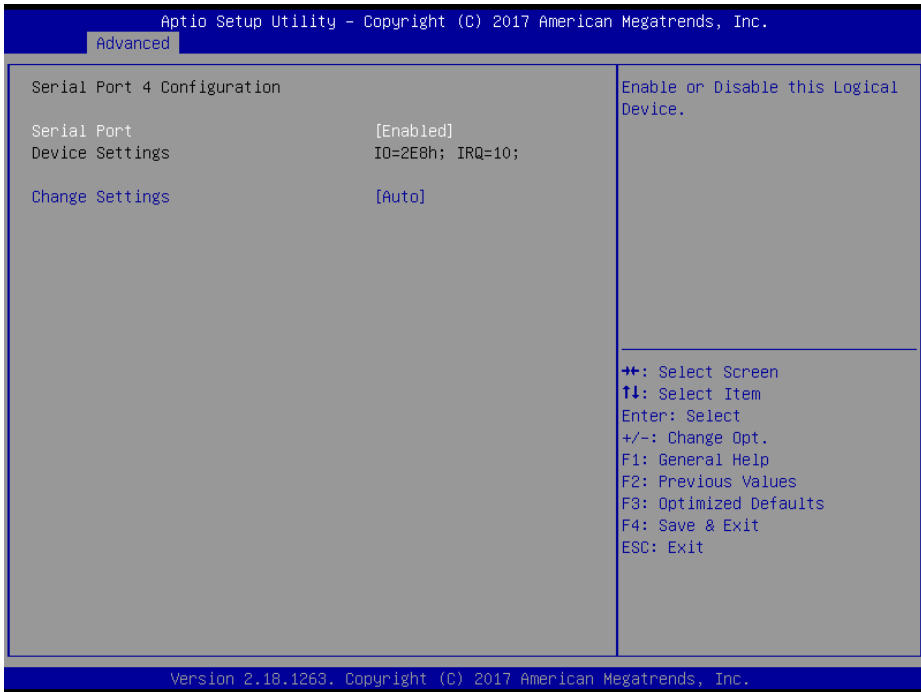 Aptio Setup Utility – Copyright (C) 2017 American Megatrends, Inc.
Advanced
Serial Port 4 Configuration
Serial Port [Enabled]
Device Settings IO=2E8h; IRQ=10;
Change Settings [Auto]
Enable or Disable this Logical
Device.
→←: Select Screen
↑↓: Select Item
Enter: Select
+/-: Change Opt.
F1: General Help
F2: Previous Values
F3: Optimized Defaults
F4: Save & Exit
ESC: Exit
Version 2.18.1263. Copyright (C) 2017 American Megatrends, Inc.